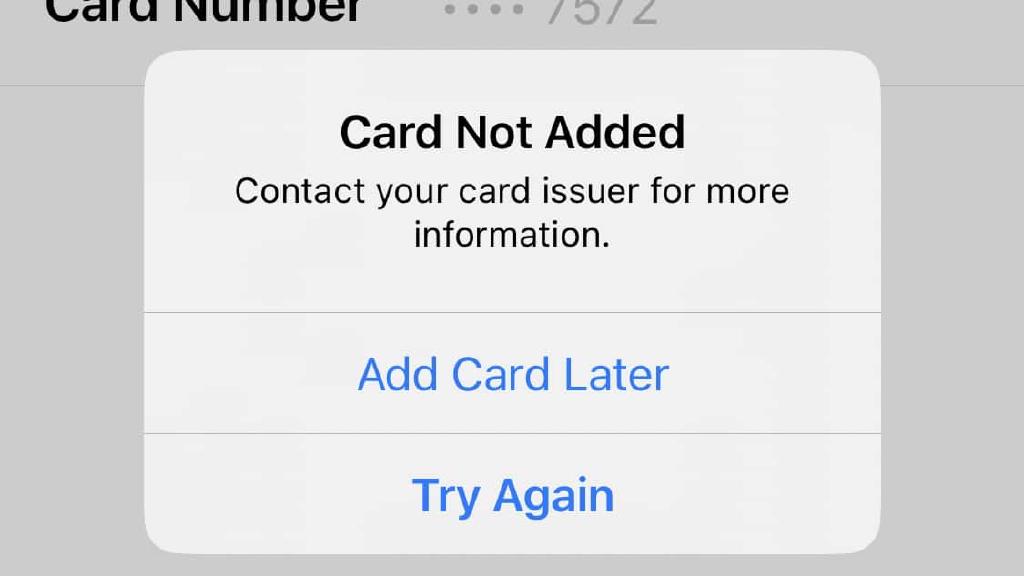 Card Number •••• 7572
Card Not Added
Contact your card issuer for more
information.
Add Card Later
Try Again